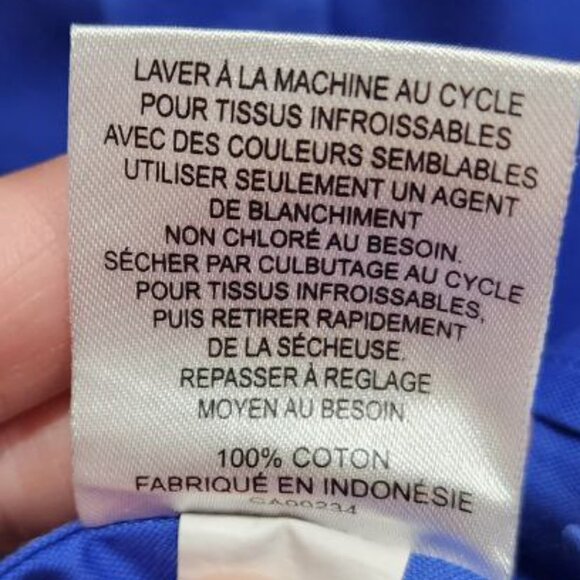 LAVER À LA MACHINE AU CYCLE
POUR TISSUS INFROISSABLES
AVEC DES COULEURS SEMBLABLES
UTILISER SEULEMENT UN AGENT
DE BLANCHIMENT
NON CHLORÉ AU BESOIN.
SÉCHER PAR CULBUTAGE AU CYCLE
POUR TISSUS INFROISSABLES,
PUIS RETIRER RAPIDEMENT
DE LA SÉCHEUSE.
REPASSER À REGLAGE
MOYEN AU BESOIN.
100% COTON
FABRIQUÉ EN INDONÉSIE
CA00234